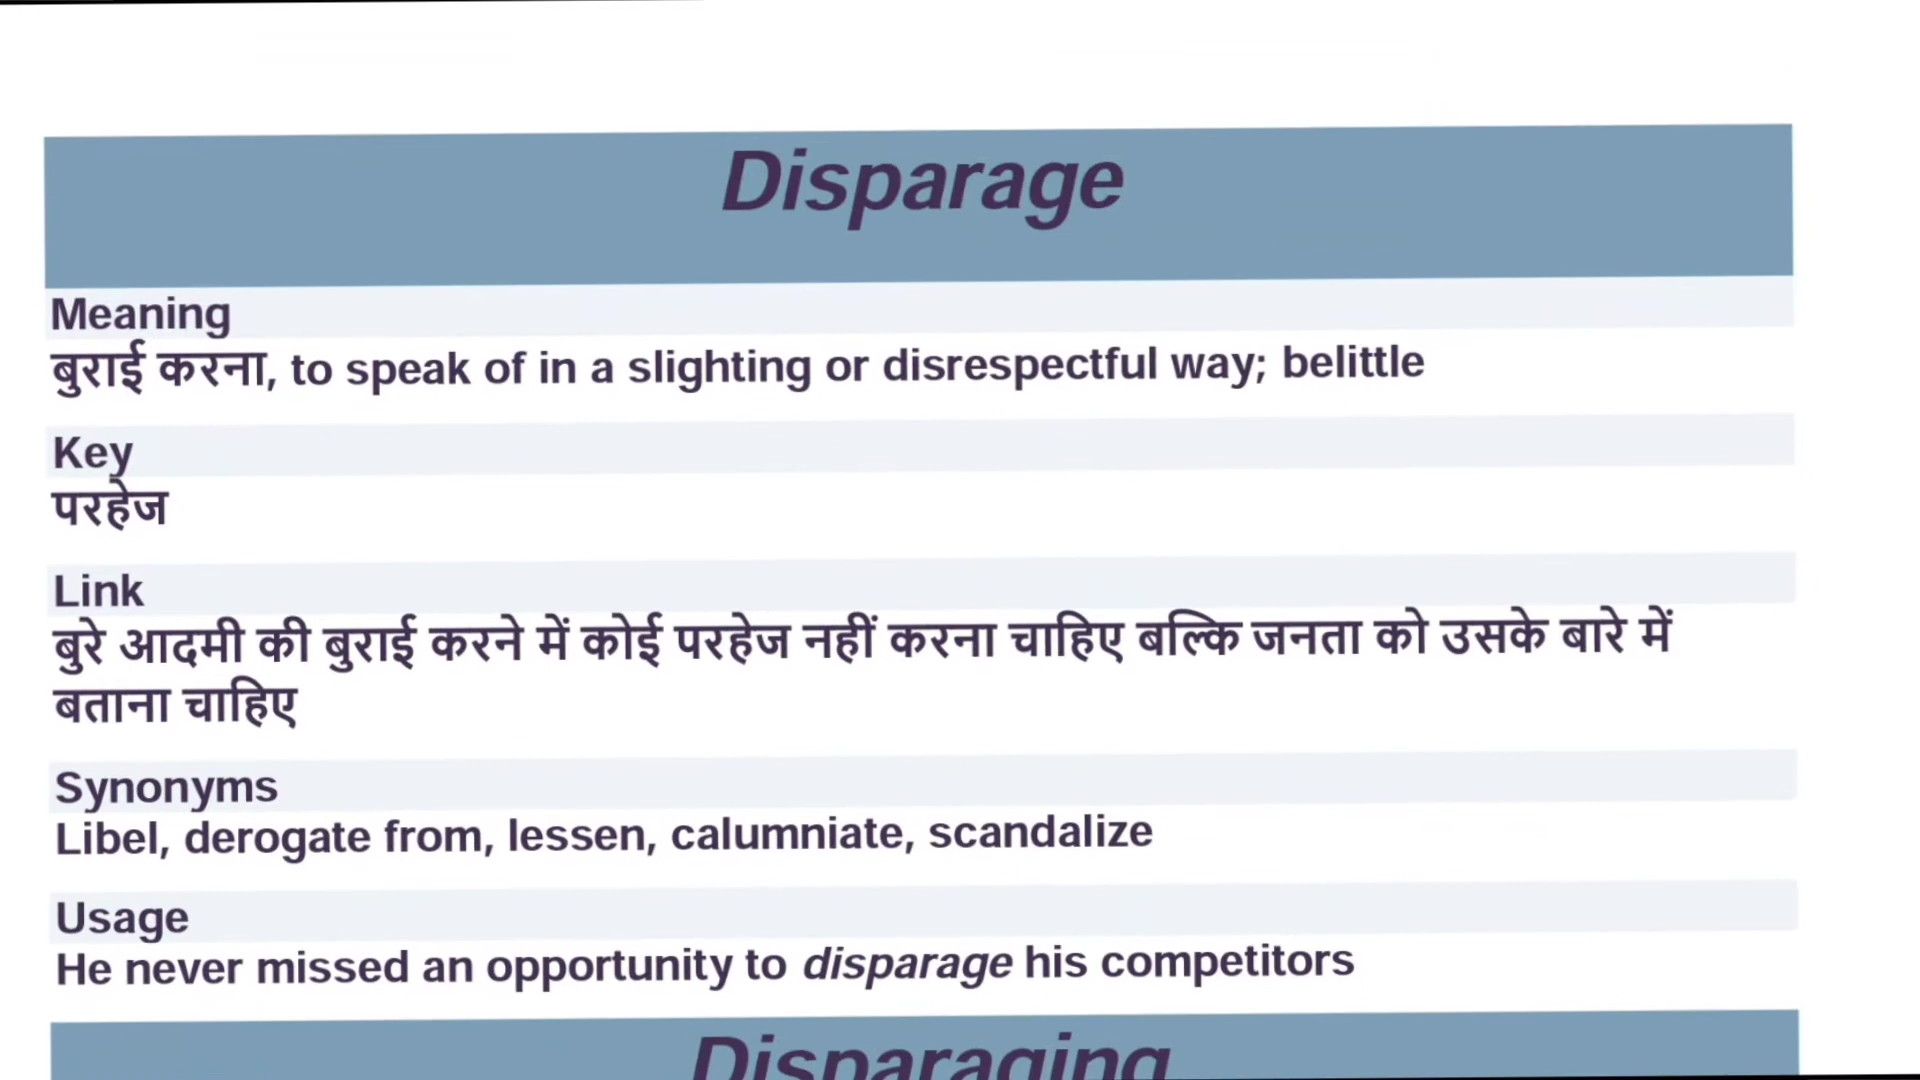 Disparage
Meaning
बुराई करना, to speak of in a slighting or disrespectful way; belittle
Key
परहेज
Link
बुरे आदमी की बुराई करने में कोई परहेज नहीं करना चाहिए बल्कि जनता को उसके बारे में
बताना चाहिए
Synonyms
Libel, derogate from, lessen, calumniate, scandalize
Usage
He never missed an opportunity to disparage his competitors
Disparaging